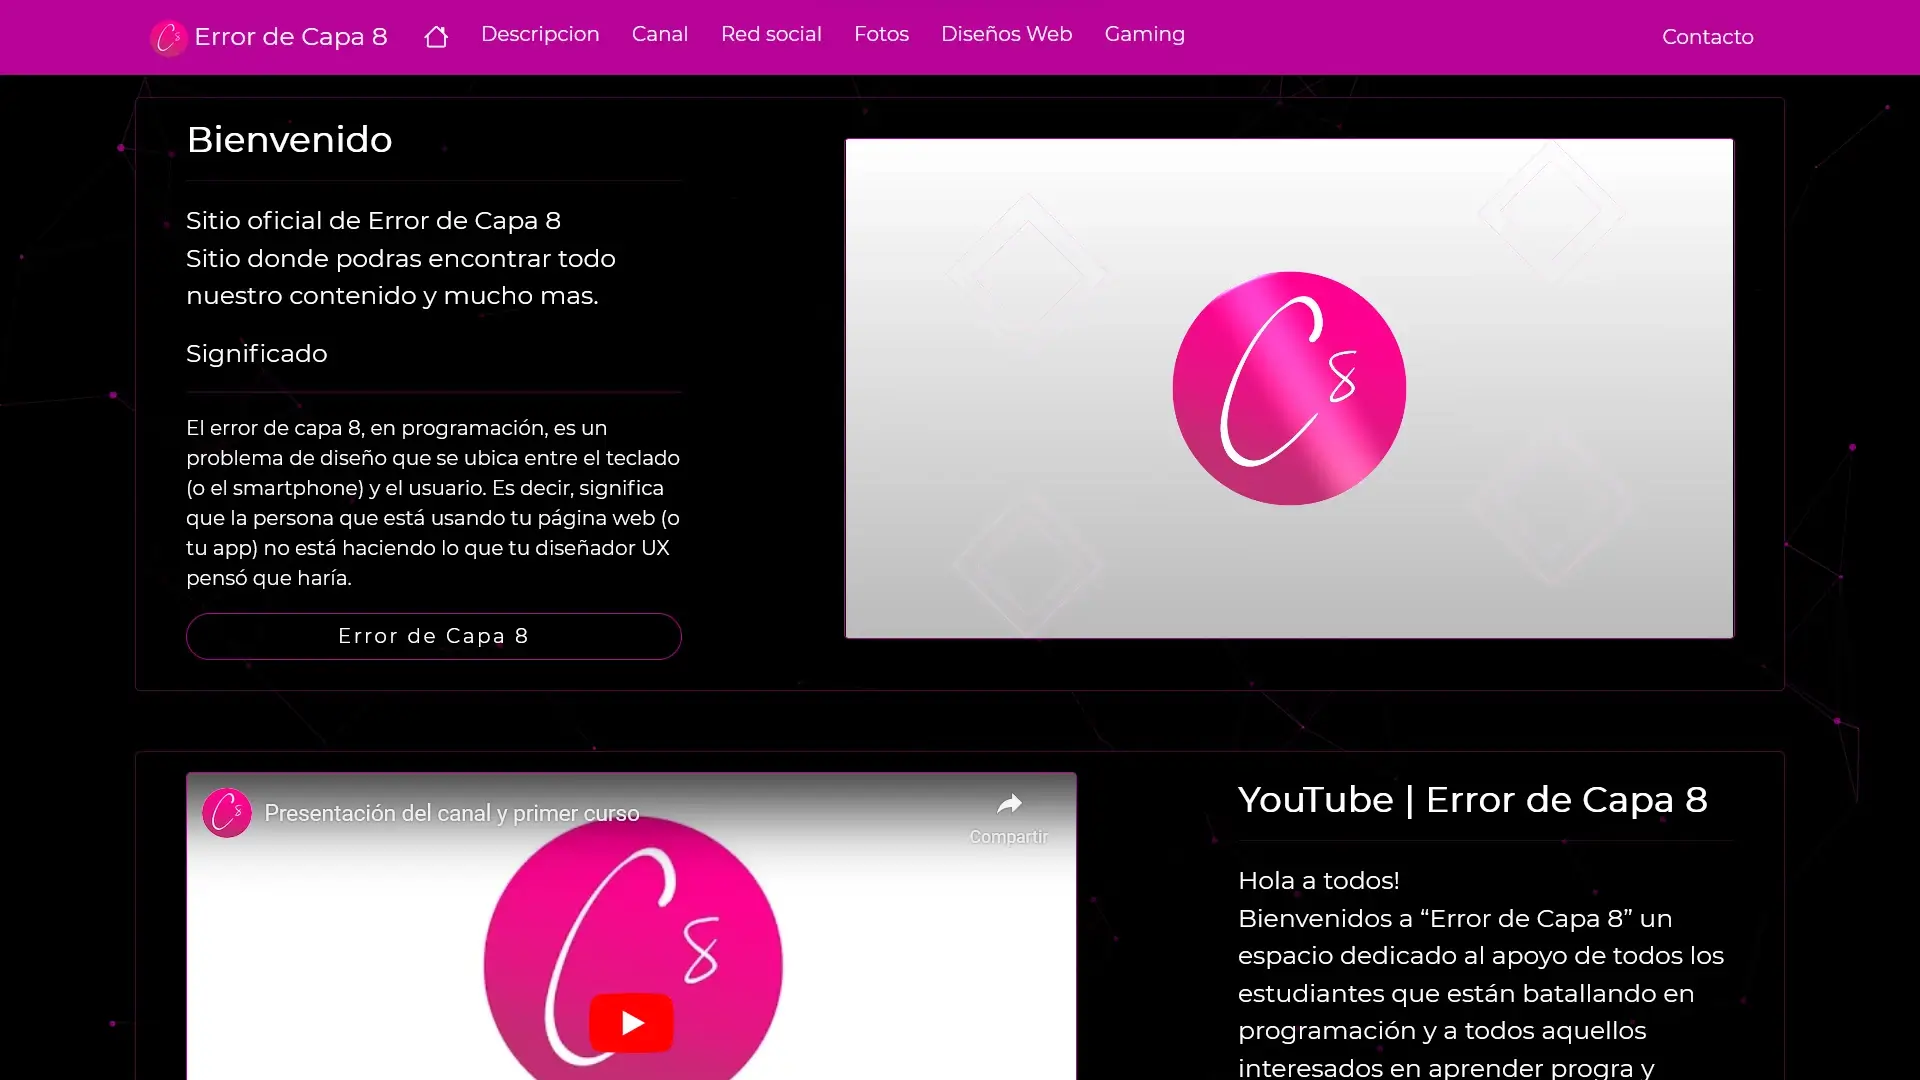 C8 Error de Capa 8 Descripcion Canal Red social Fotos Diseños Web Gaming Contacto
Bienvenido
Sitio oficial de Error de Capa 8
Sitio donde podras encontrar todo
nuestro contenido y mucho mas.
Significado
El error de capa 8, en programación, es un
problema de diseño que se ubica entre el teclado
(o el smartphone) y el usuario. Es decir, significa
que la persona que está usando tu página web (o
tu app) no está haciendo lo que tu diseñador UX
pensó que haría.
Error de Capa 8
C8
C8 Presentación del canal y primer curso
Compartir
C8
YouTube | Error de Capa 8
Hola a todos!
Bienvenidos a “Error de Capa 8” un
espacio dedicado al apoyo de todos los
estudiantes que están batallando en
programación y a todos aquellos
interesados en aprender progra y